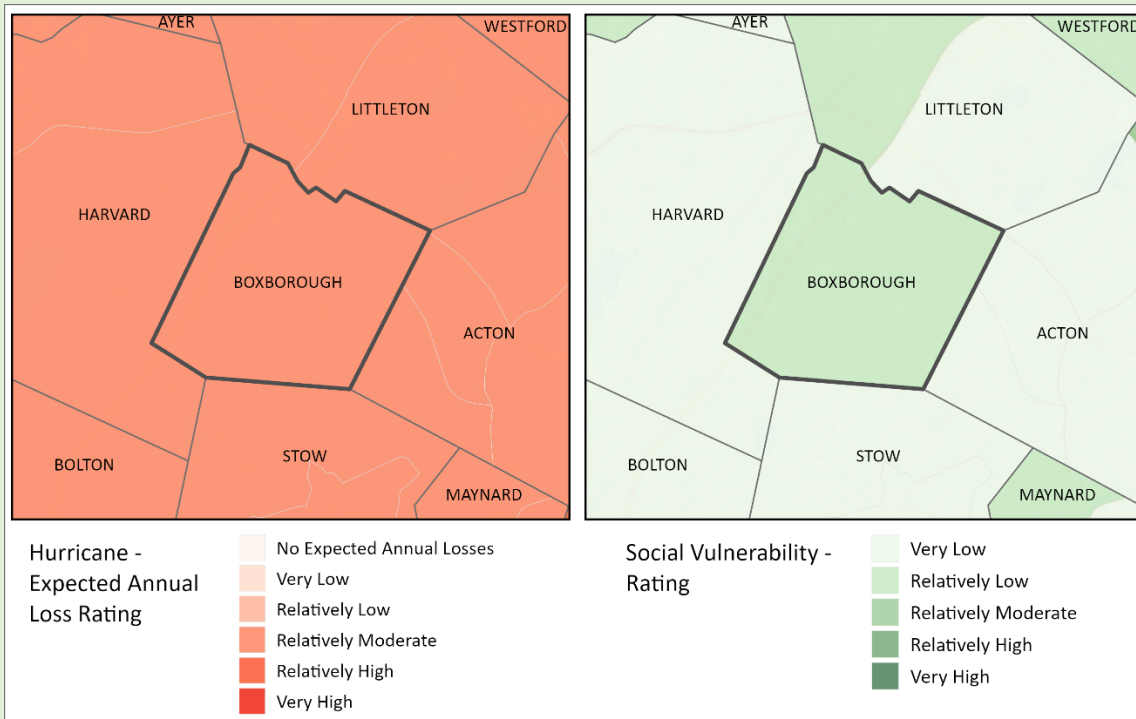 AYER
WESTFORD
LITTLETON
HARVARD
BOXBOROUGH
ACTON
BOLTON
STOW
MAYNARD
Hurricane -
Expected Annual
Loss Rating
No Expected Annual Losses
Very Low
Relatively Low
Relatively Moderate
Relatively High
Very High
AYER
WESTFORD
LITTLETON
HARVARD
BOXBOROUGH
ACTON
BOLTON
STOW
MAYNARD
Social Vulnerability -
Rating
Very Low
Relatively Low
Relatively Moderate
Relatively High
Very High